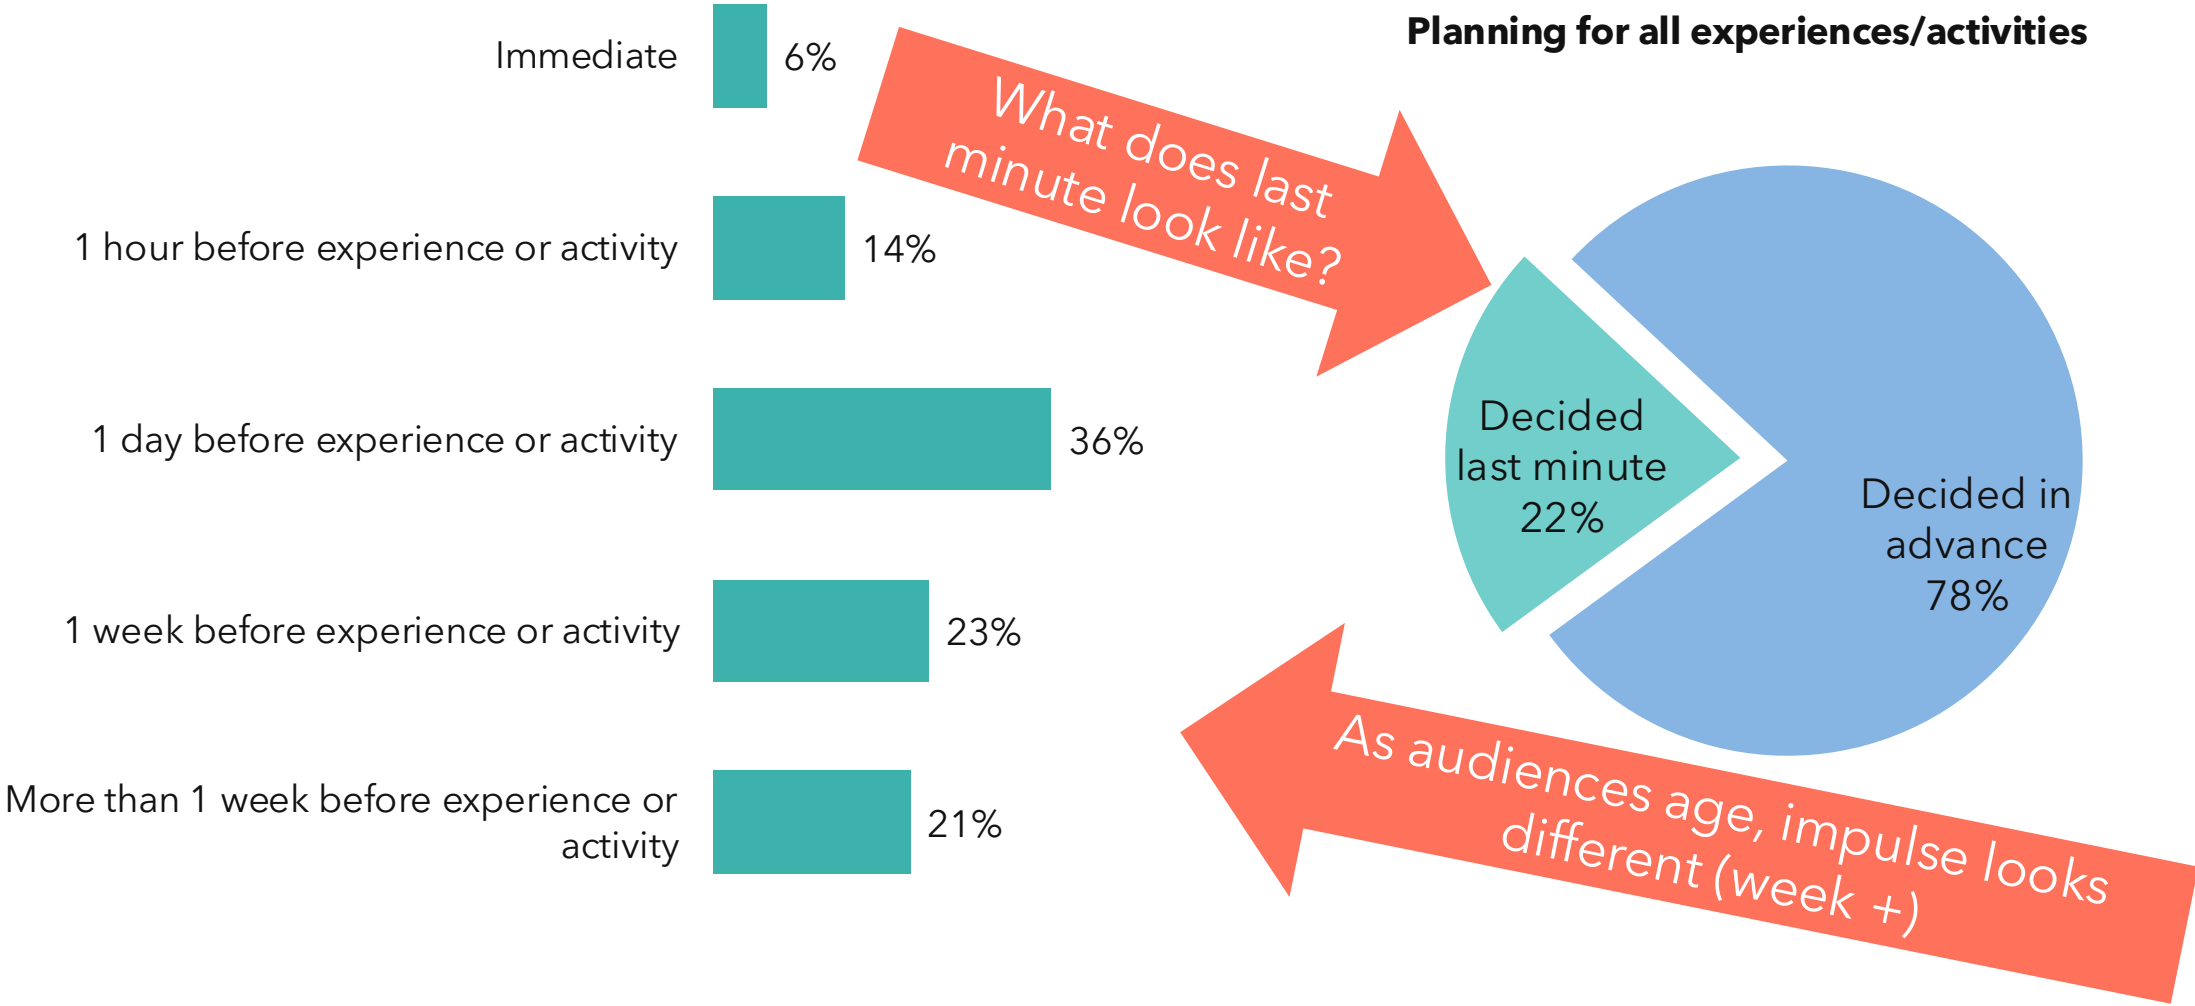 Planning for all experiences/activities
Immediate
6%
1 hour before experience or activity
14%
1 day before experience or activity
36%
1 week before experience or activity
23%
More than 1 week before experience or
activity
21%
What does last
minute look like?
Decided
last minute
22%
Decided in
advance
78%
As audiences age, impulse looks
different (week +)